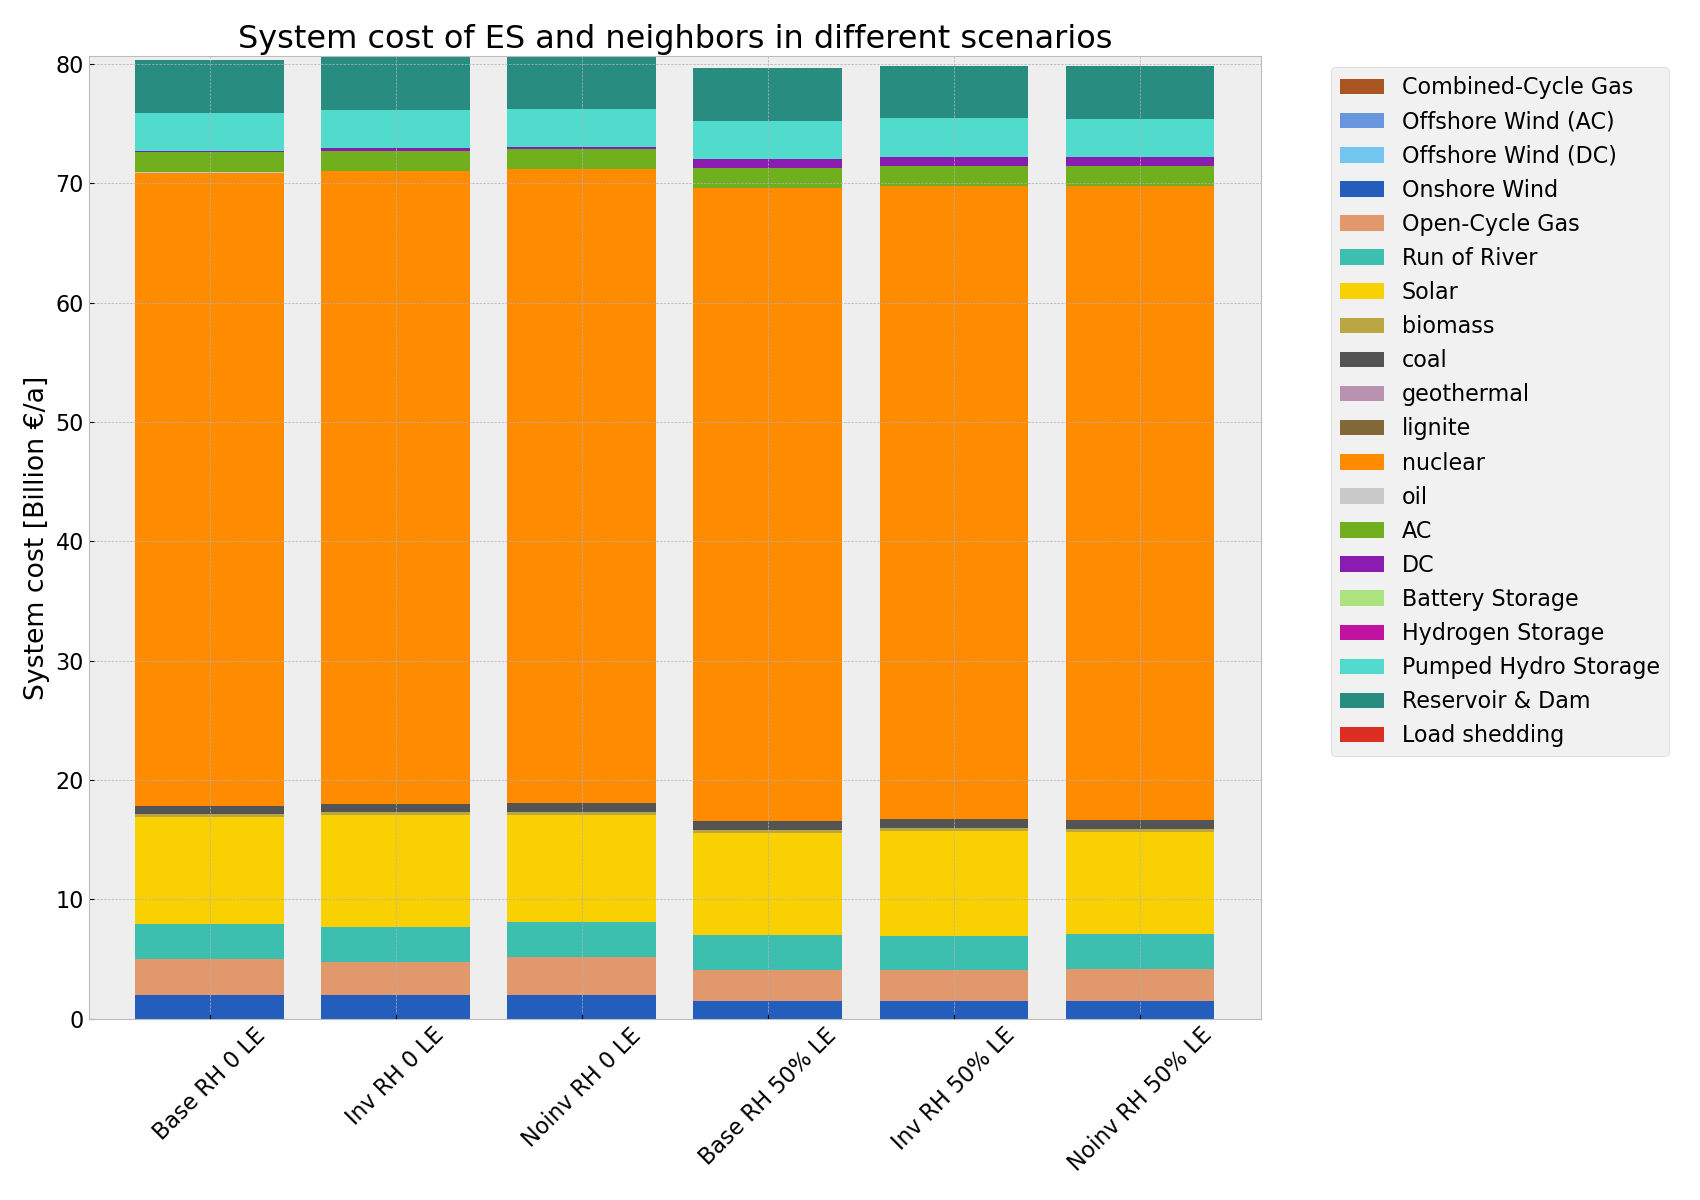 System cost of ES and neighbors in different scenarios
System cost [Billion €/a]
80
70
60
50
40
30
20
10
0
Base RH 0 LE
Inv RH 0 LE
Noinv RH 0 LE
Base RH 50% LE
Inv RH 50% LE
Noinv RH 50% LE
Combined-Cycle Gas
Offshore Wind (AC)
Offshore Wind (DC)
Onshore Wind
Open-Cycle Gas
Run of River
Solar
biomass
coal
geothermal
lignite
nuclear
oil
AC
DC
Battery Storage
Hydrogen Storage
Pumped Hydro Storage
Reservoir & Dam
Load shedding